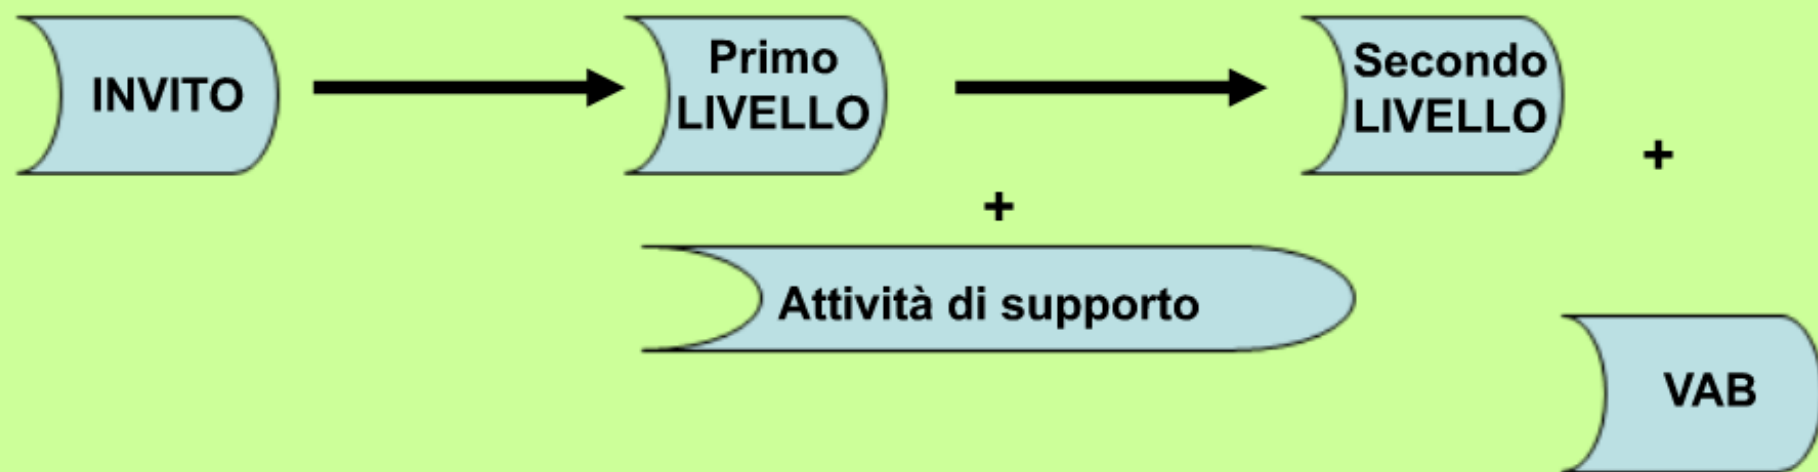 INVITO
Primo
LIVELLO
Secondo
LIVELLO
+
+
Attività di supporto
VAB